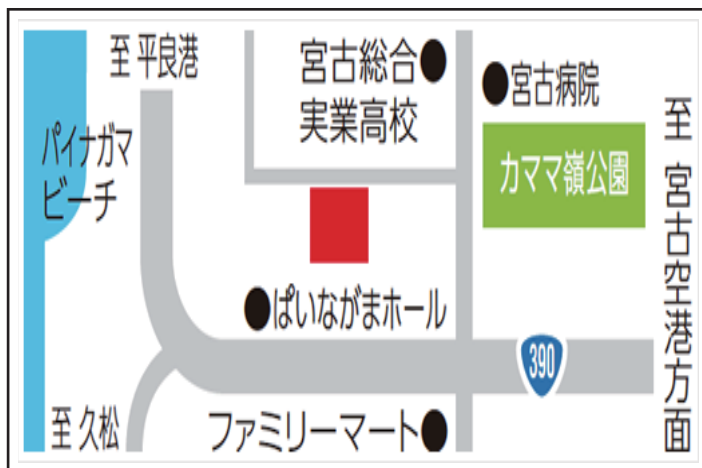 至 平良港
宮古総合
実業高校
宮古病院
パイナガマ
ビーチ
カママ嶺公園
至 宮古空港方面
ぱいながまホール
390
至 久松
ファミリーマート